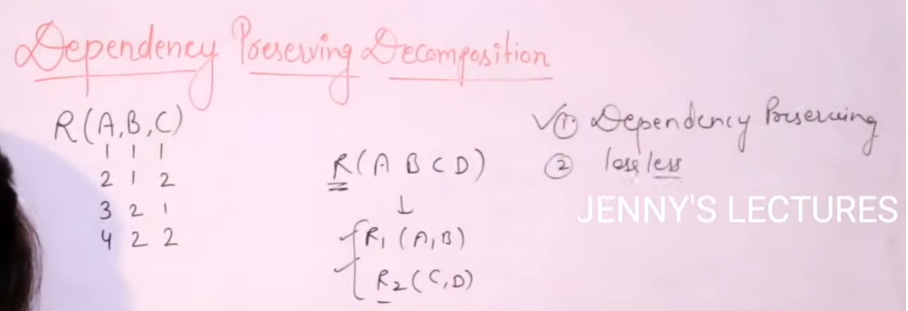 Dependency Preserving Decomposition
R(A,B,C)
1 1 1
2 1 2
3 2 1
4 2 2
R(A B C D)
↓
R1 (A,B)
R2 (C,D)
✓① Dependency Preserving
② lossless
JENNY'S LECTURES